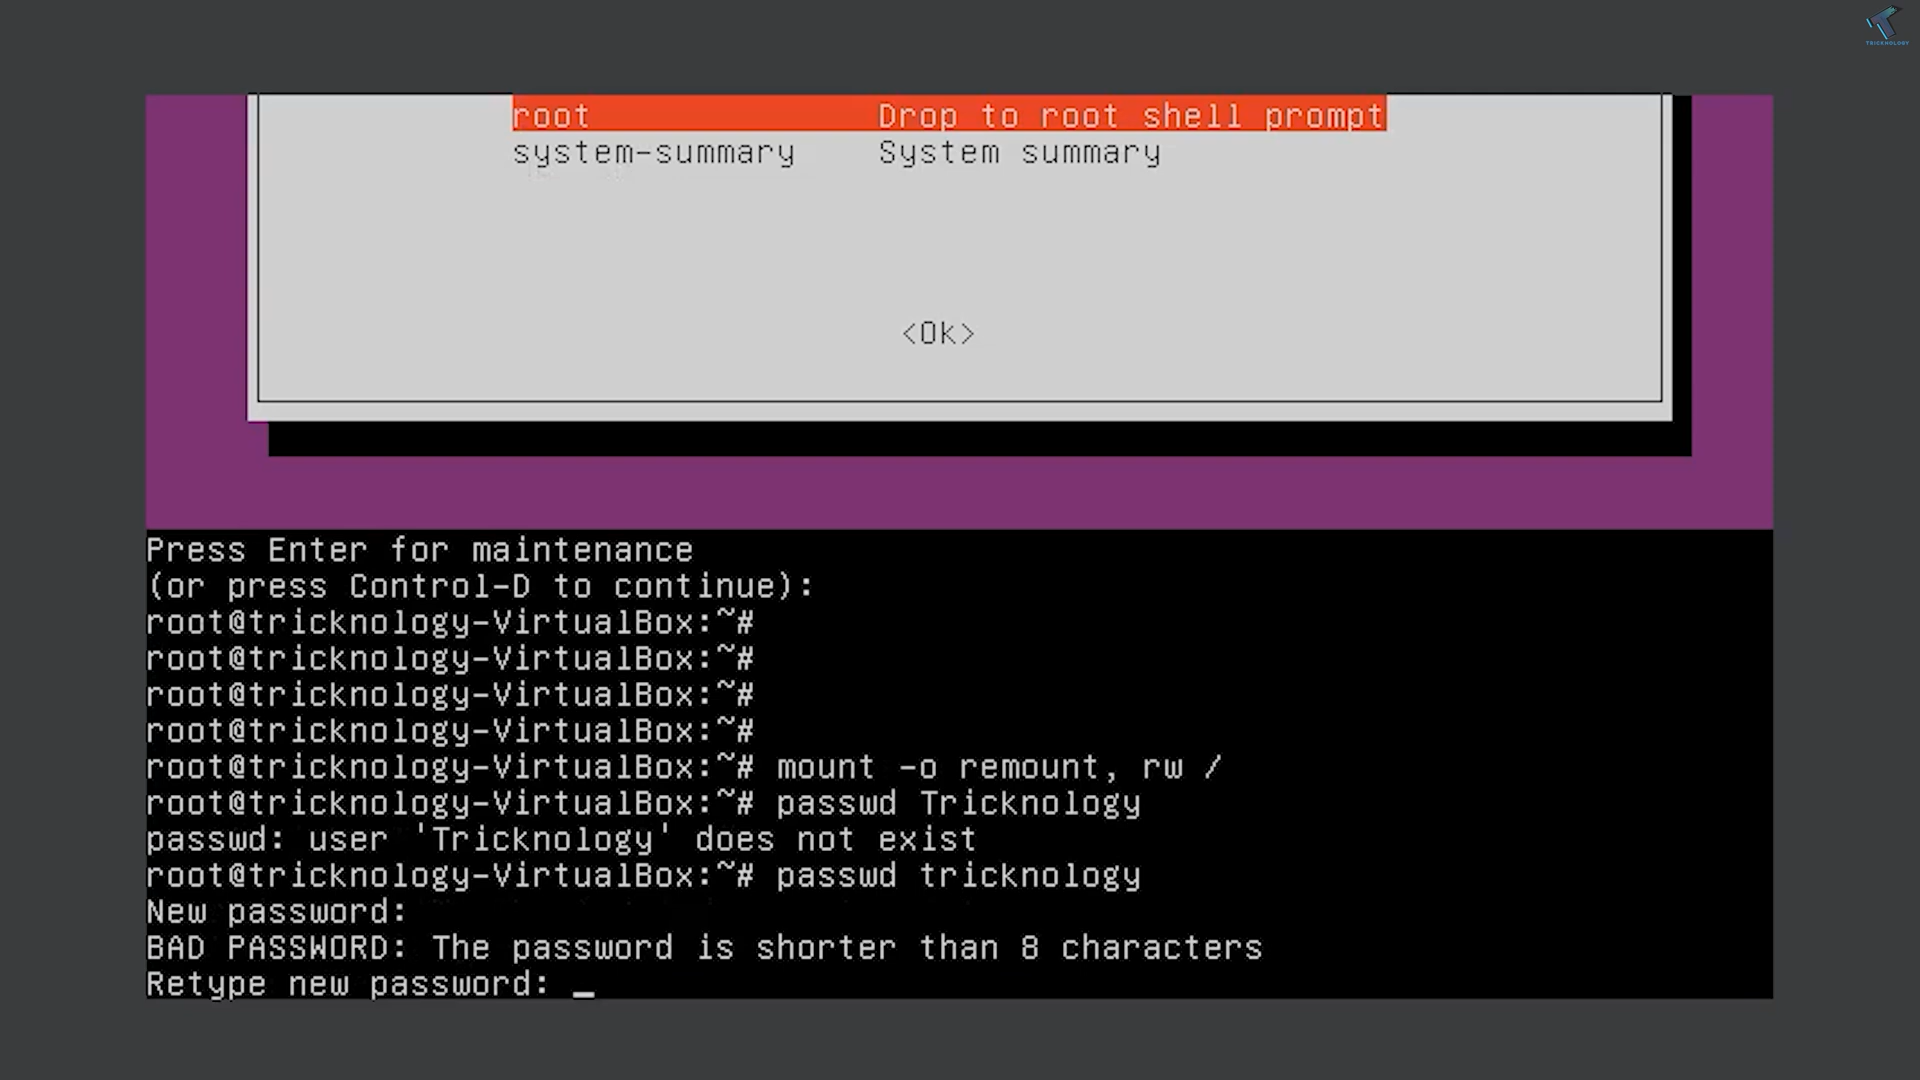 TRICKNOLOGY
root Drop to root shell prompt
system-summary System summary
<Ok>
Press Enter for maintenance
(or press Control-D to continue):
root@tricknology-VirtualBox:~#
root@tricknology-VirtualBox:~#
root@tricknology-VirtualBox:~#
root@tricknology-VirtualBox:~#
root@tricknology-VirtualBox:~# mount -o remount, rw /
root@tricknology-VirtualBox:~# passwd Tricknology
passwd: user 'Tricknology' does not exist
root@tricknology-VirtualBox:~# passwd tricknology
New password:
BAD PASSWORD: The password is shorter than 8 characters
Retype new password: _